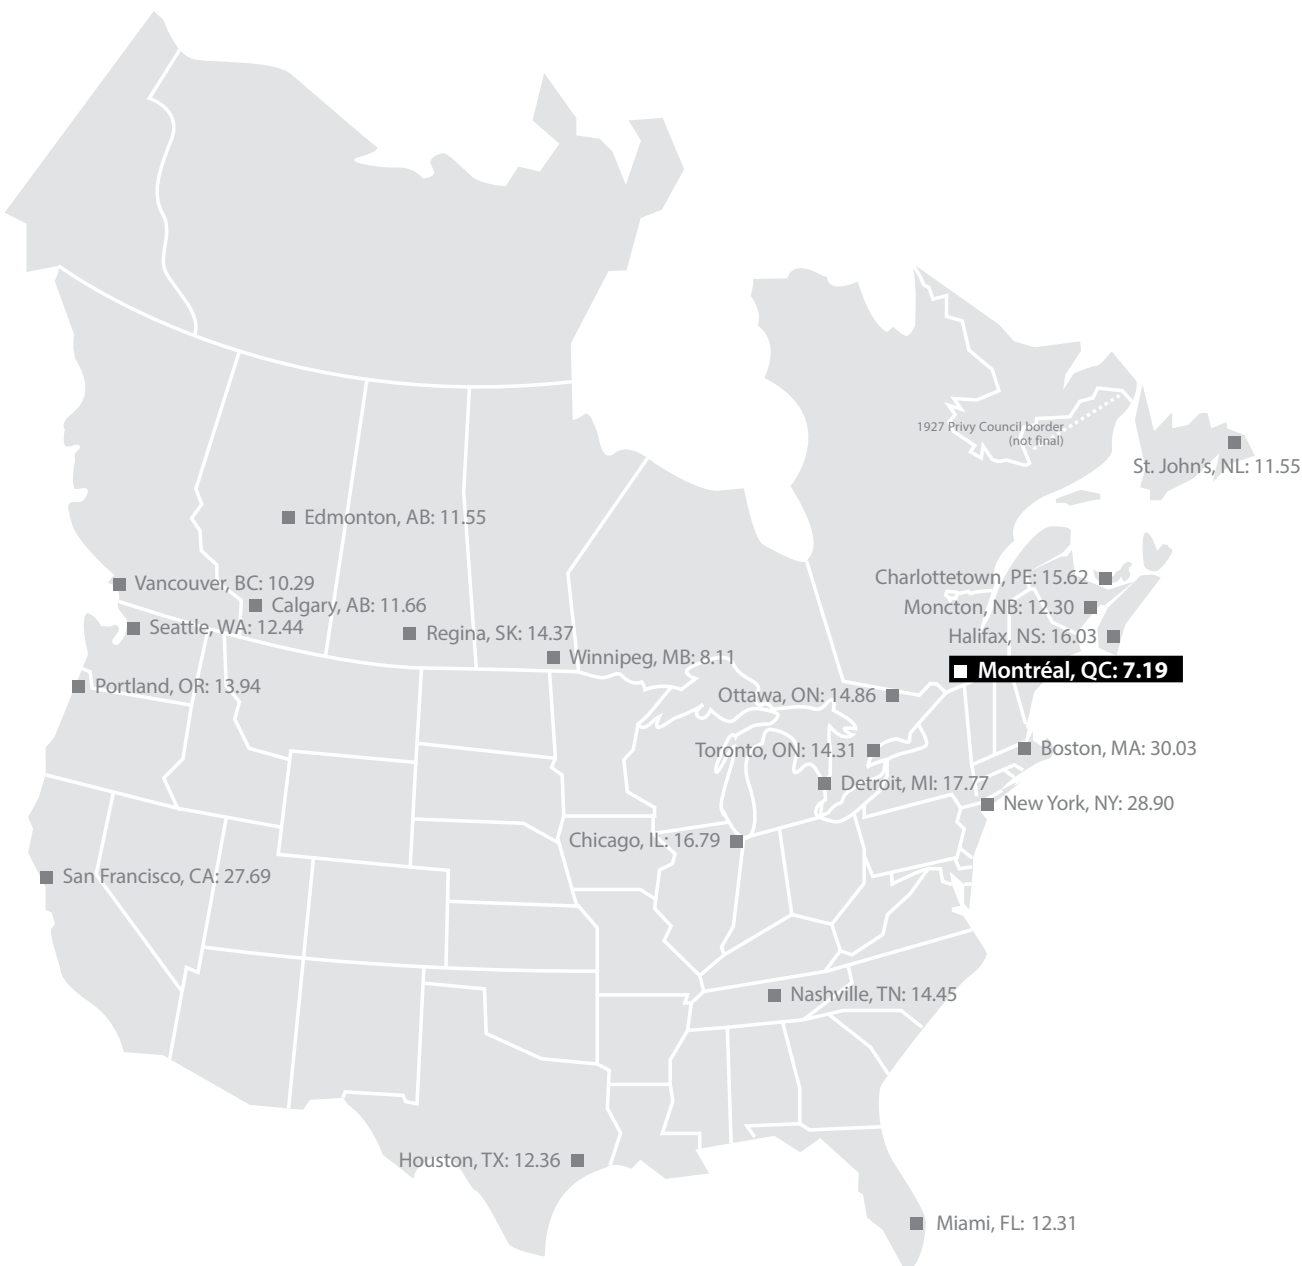 1927 Privy Council border
(not final)
St. John's, NL: 11.55
Edmonton, AB: 11.55
Charlottetown, PE: 15.62
Vancouver, BC: 10.29
Calgary, AB: 11.66
Moncton, NB: 12.30
Seattle, WA: 12.44
Regina, SK: 14.37
Halifax, NS: 16.03
Winnipeg, MB: 8.11
Montréal, QC: 7.19
Portland, OR: 13.94
Ottawa, ON: 14.86
Toronto, ON: 14.31
Boston, MA: 30.03
Detroit, MI: 17.77
New York, NY: 28.90
Chicago, IL: 16.79
San Francisco, CA: 27.69
Nashville, TN: 14.45
Houston, TX: 12.36
Miami, FL: 12.31